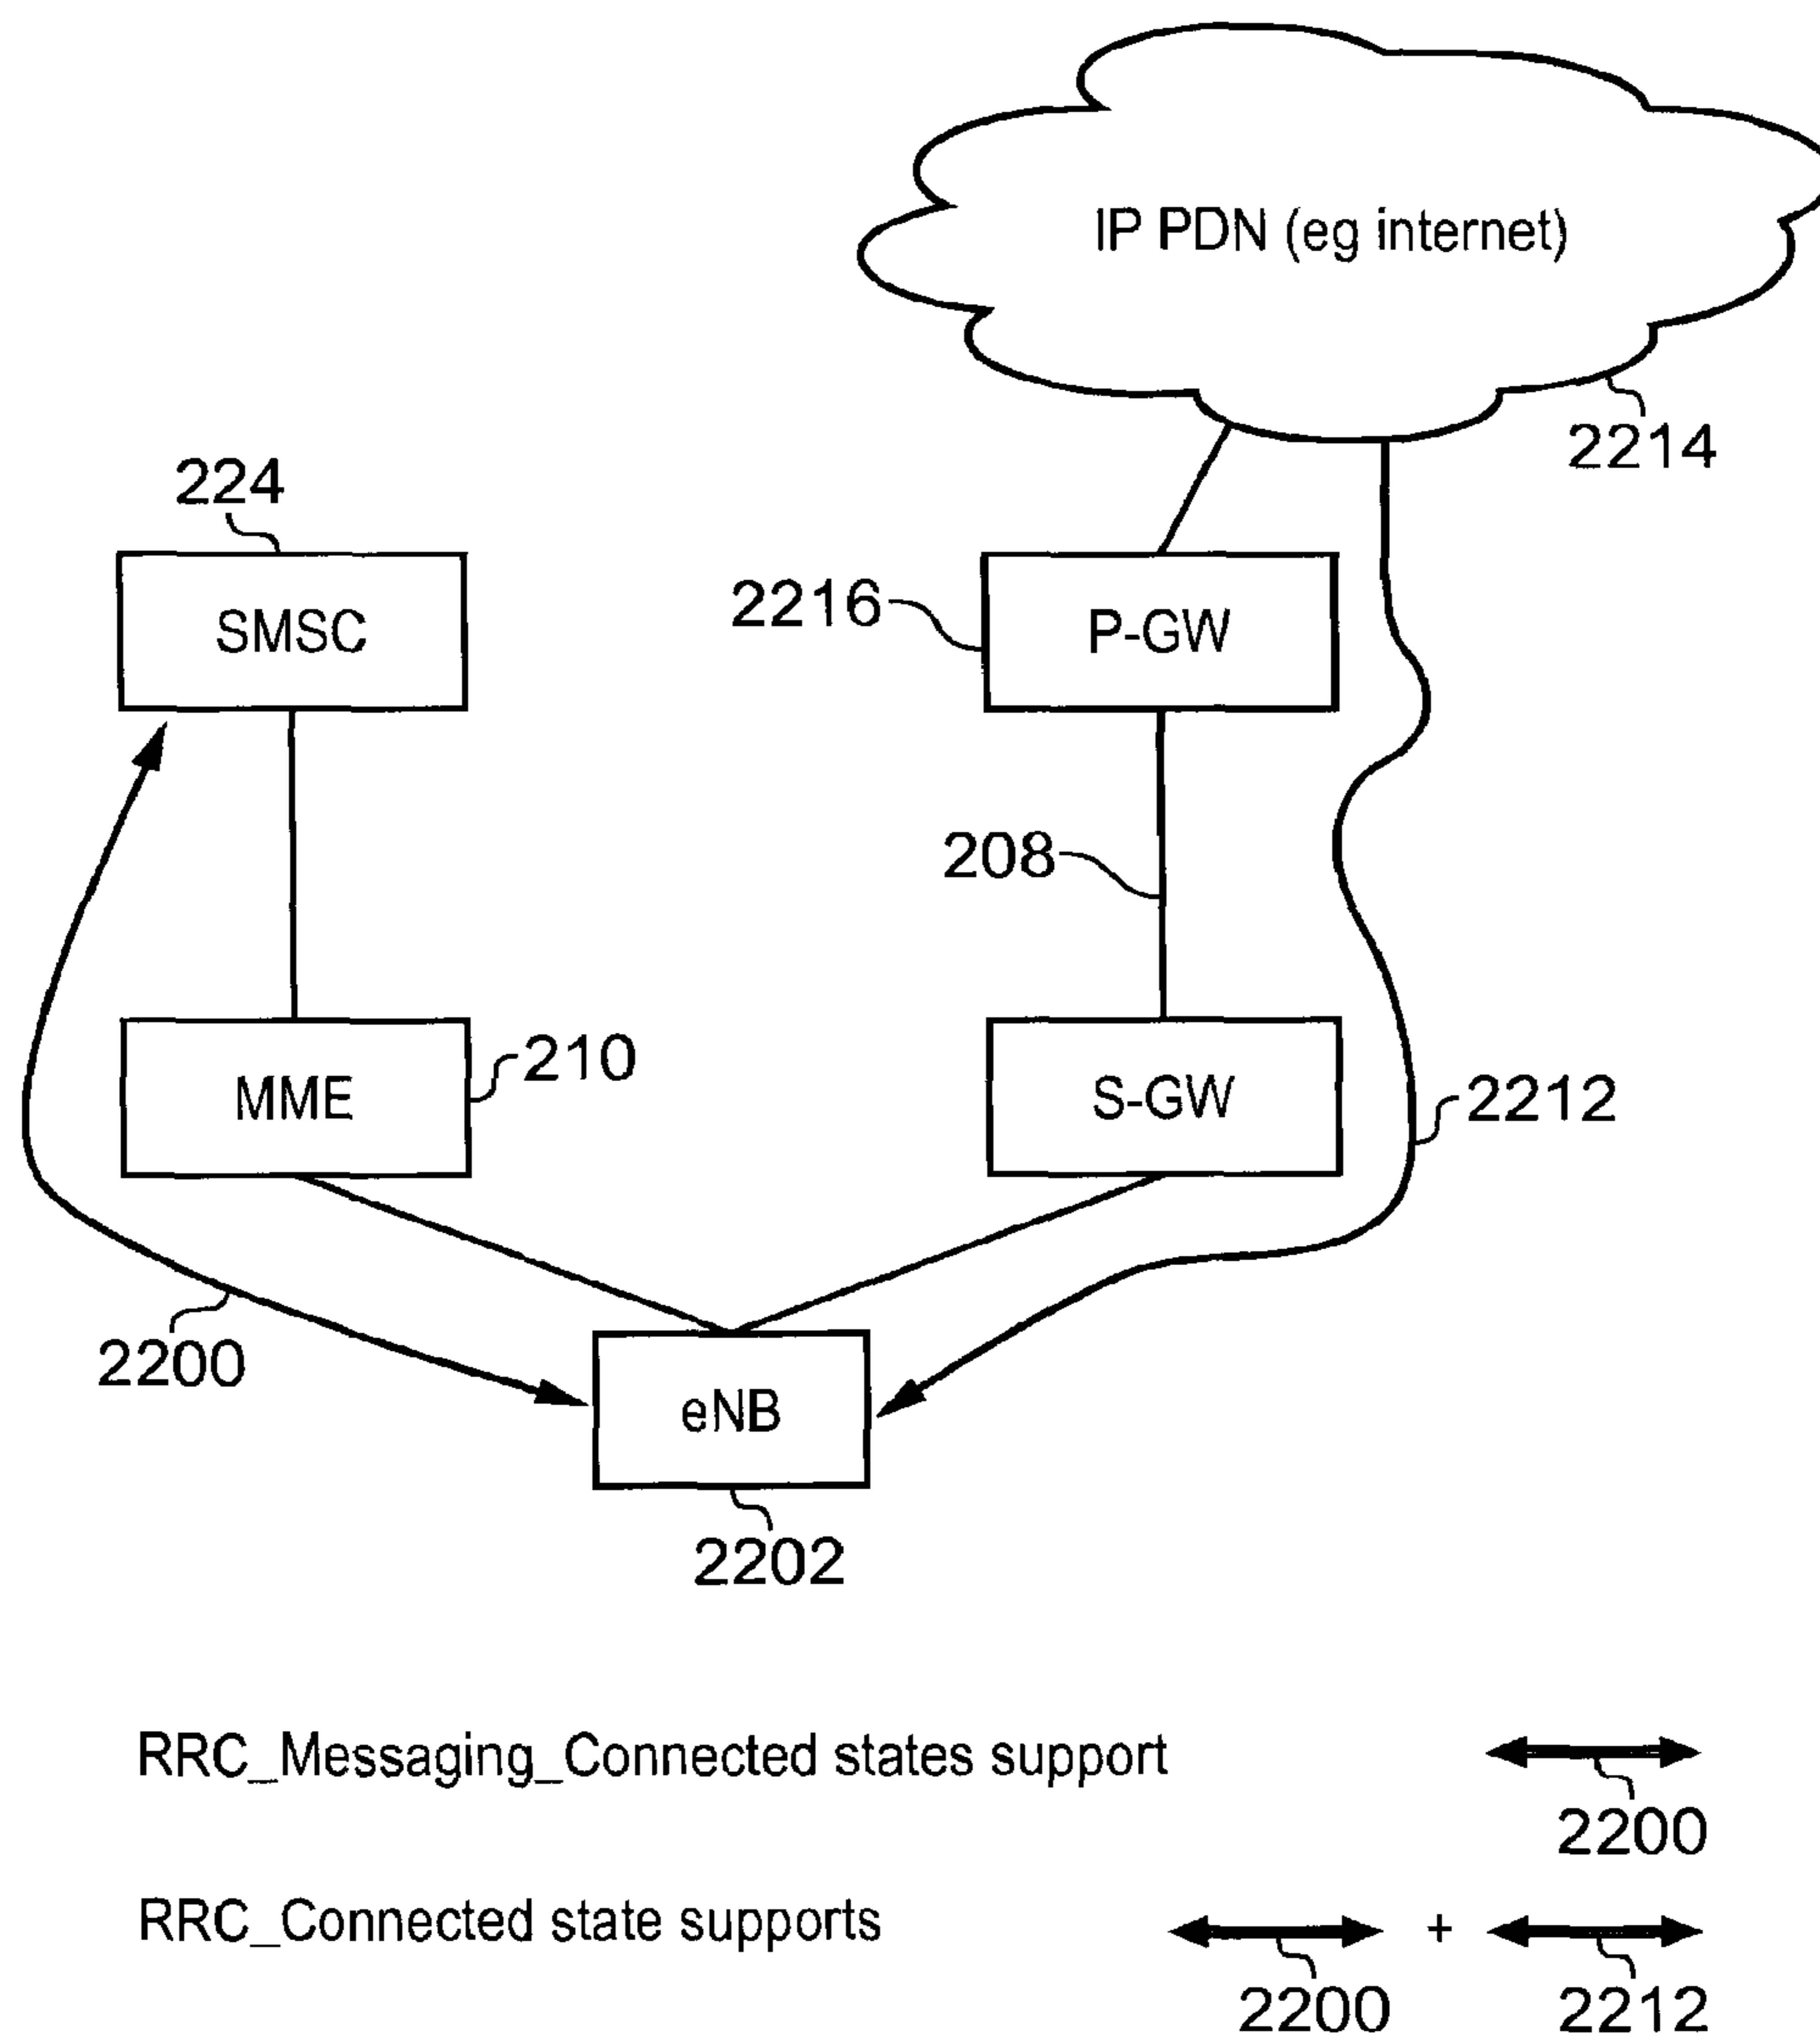 IP PDN (eg internet)
2214
224
SMSC
2216
P-GW
208
MME
210
S-GW
2212
2200
eNB
2202
RRC_Messaging_Connected states support
2200
RRC_Connected state supports
+
2200
2212